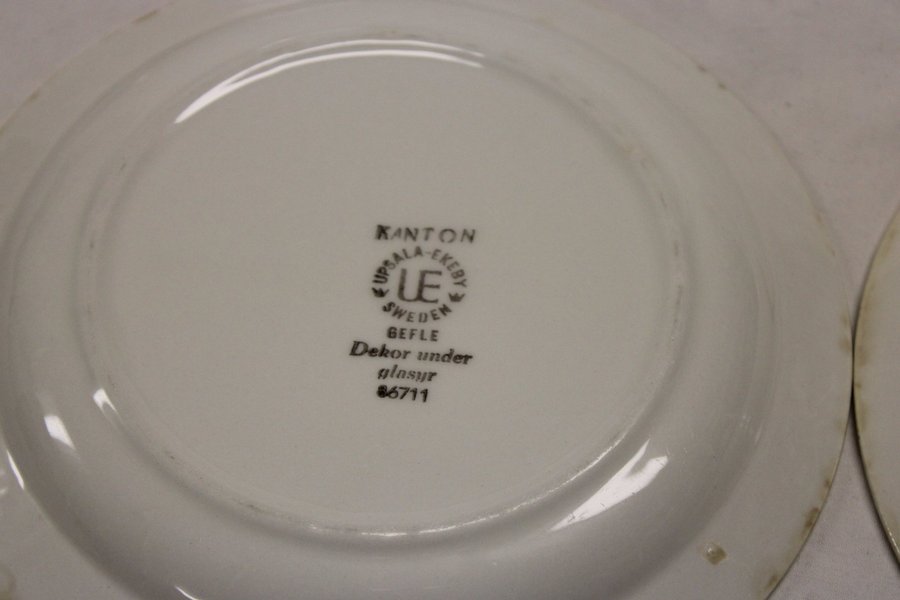 KANTON
UPSALA-EKEBY
UE
SWEDEN
GEFLE
Dekor under
glasyr
86711